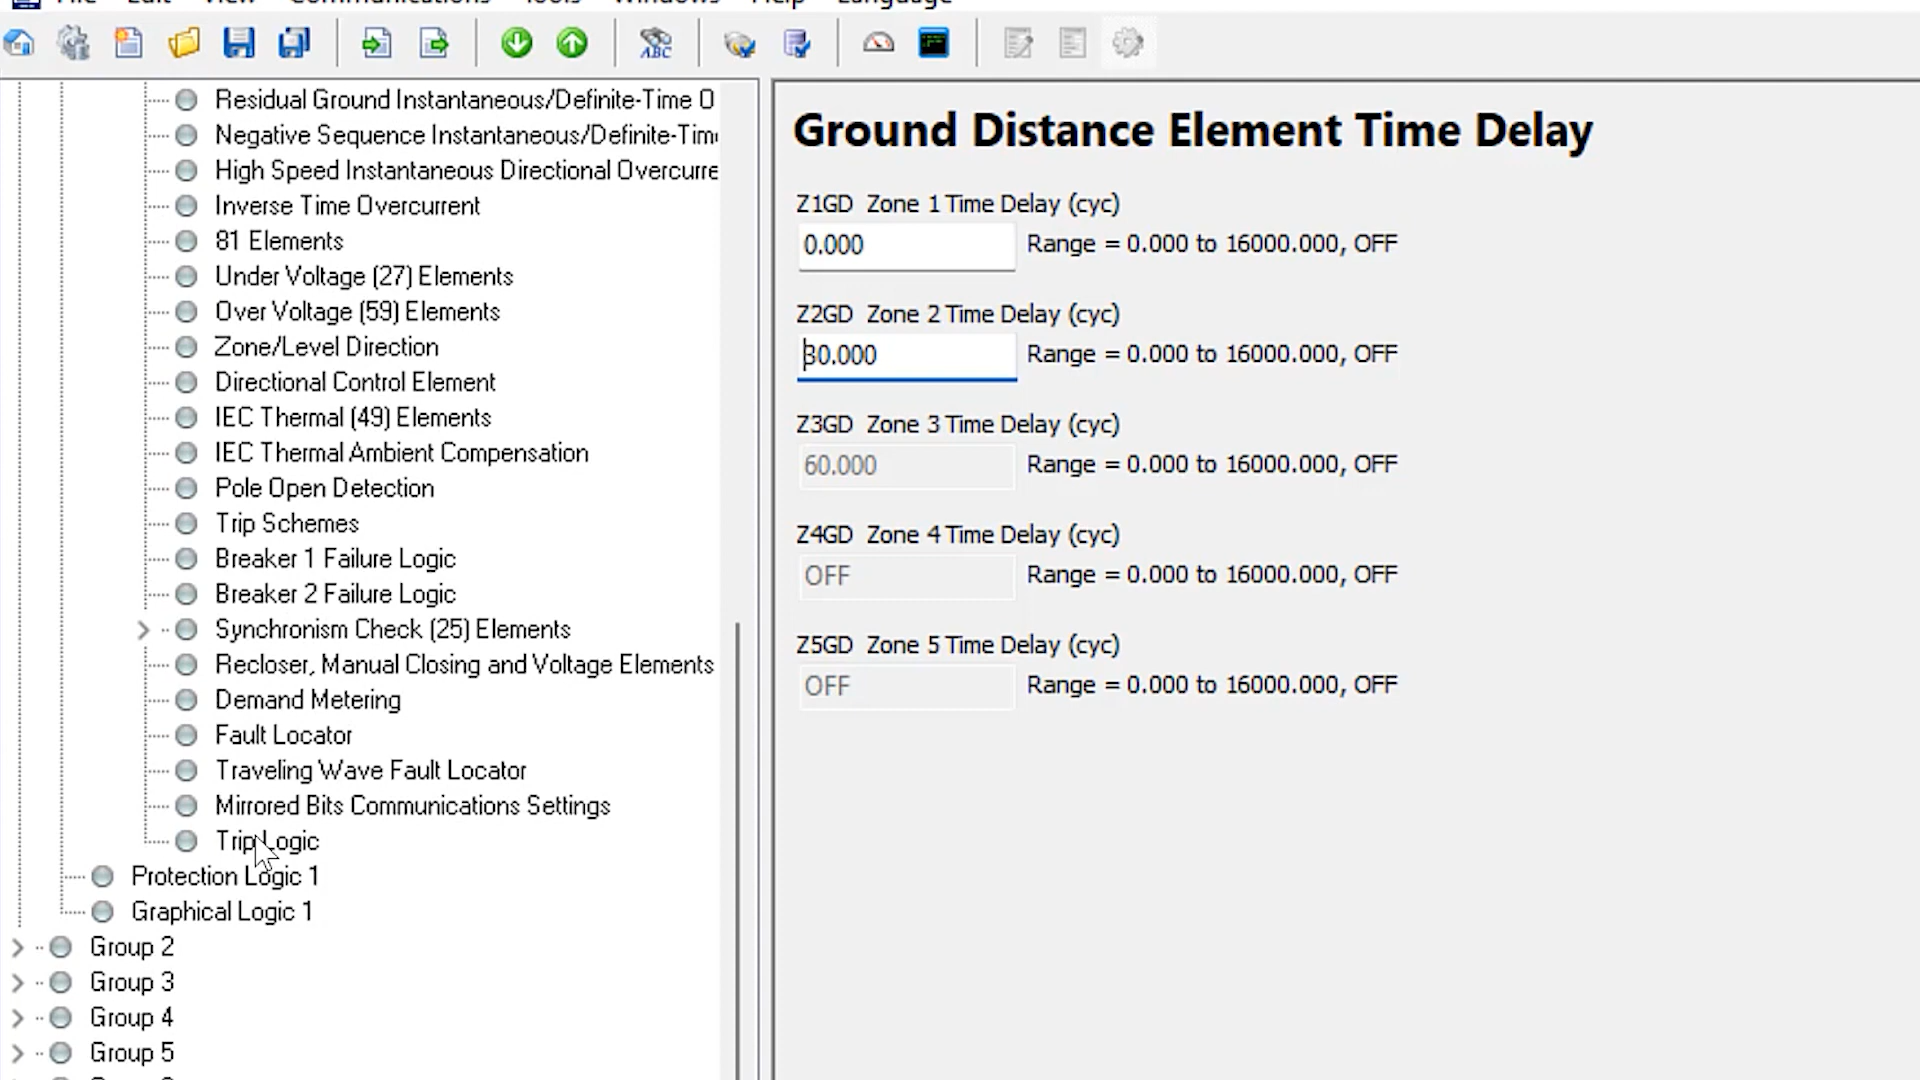 File Edit View Communications Tools Windows Help Language
ABC
Residual Ground Instantaneous/Definite-Time O
Negative Sequence Instantaneous/Definite-Tim
High Speed Instantaneous Directional Overcurre
Inverse Time Overcurrent
81 Elements
Under Voltage (27) Elements
Over Voltage (59) Elements
Zone/Level Direction
Directional Control Element
IEC Thermal (49) Elements
IEC Thermal Ambient Compensation
Pole Open Detection
Trip Schemes
Breaker 1 Failure Logic
Breaker 2 Failure Logic
Synchronism Check (25) Elements
Recloser, Manual Closing and Voltage Elements
Demand Metering
Fault Locator
Traveling Wave Fault Locator
Mirrored Bits Communications Settings
Trip Logic
Protection Logic 1
Graphical Logic 1
Group 2
Group 3
Group 4
Group 5
Ground Distance Element Time Delay
Z1GD Zone 1 Time Delay (cyc)
0.000 Range = 0.000 to 16000.000, OFF
Z2GD Zone 2 Time Delay (cyc)
30.000 Range = 0.000 to 16000.000, OFF
Z3GD Zone 3 Time Delay (cyc)
60.000 Range = 0.000 to 16000.000, OFF
Z4GD Zone 4 Time Delay (cyc)
OFF Range = 0.000 to 16000.000, OFF
Z5GD Zone 5 Time Delay (cyc)
OFF Range = 0.000 to 16000.000, OFF